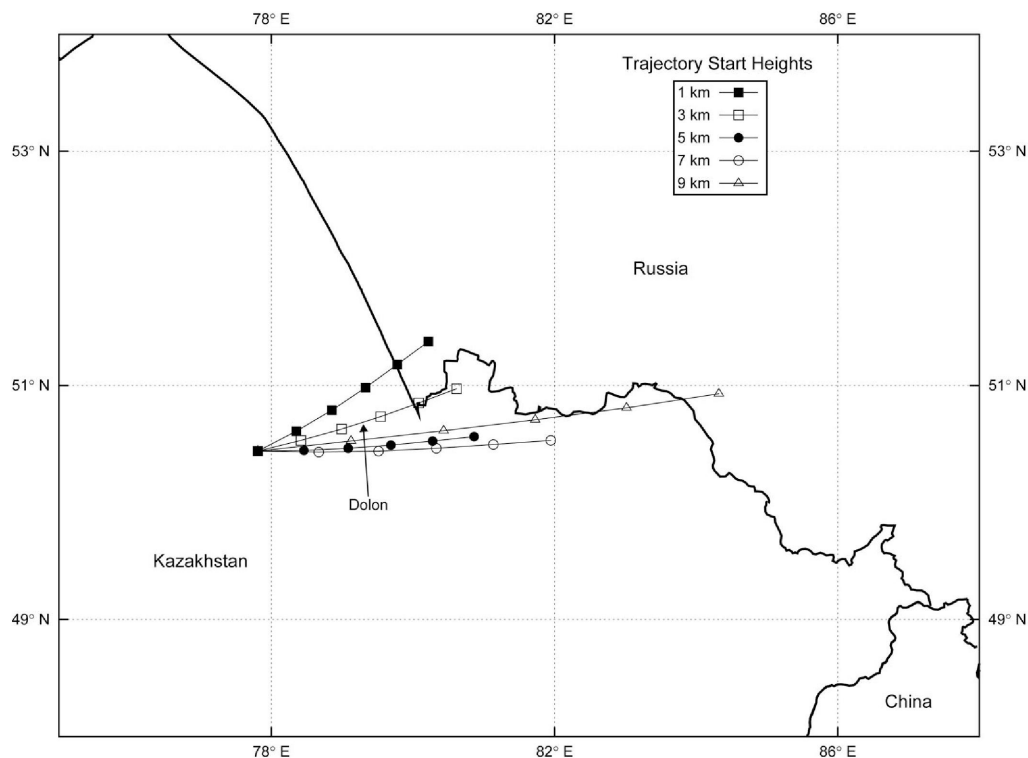 78° E 82° E 86° E
Trajectory Start Heights
1 km
3 km
5 km
7 km
9 km
53° N 53° N
Russia
51° N 51° N
Dolon
Kazakhstan
49° N 49° N
China
78° E 82° E 86° E